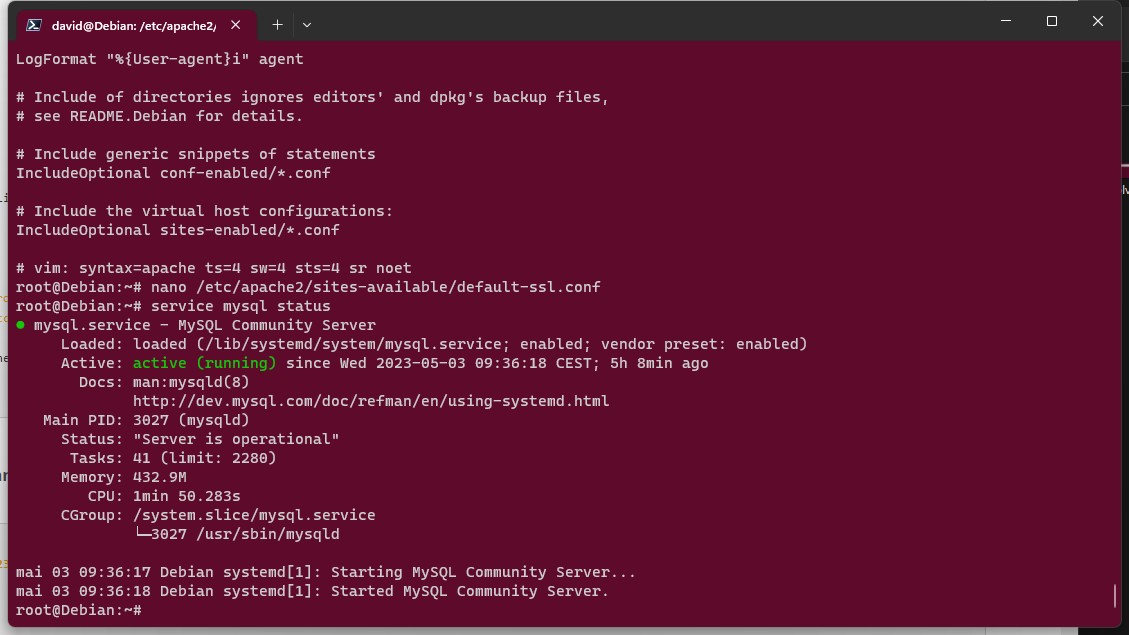 david@Debian: /etc/apache2/
LogFormat "%{User-agent}i" agent
# Include of directories ignores editors' and dpkg's backup files,
# see README.Debian for details.
# Include generic snippets of statements
IncludeOptional conf-enabled/*.conf
# Include the virtual host configurations:
IncludeOptional sites-enabled/*.conf
# vim: syntax=apache ts=4 sw=4 sts=4 sr noet
root@Debian:~# nano /etc/apache2/sites-available/default-ssl.conf
root@Debian:~# service mysql status
● mysql.service - MySQL Community Server
Loaded: loaded (/lib/systemd/system/mysql.service; enabled; vendor preset: enabled)
Active: active (running) since Wed 2023-05-03 09:36:18 CEST; 5h 8min ago
Docs: man:mysqld(8)
http://dev.mysql.com/doc/refman/en/using-systemd.html
Main PID: 3027 (mysqld)
Status: "Server is operational"
Tasks: 41 (limit: 2280)
Memory: 432.9M
CPU: 1min 50.283s
CGroup: /system.slice/mysql.service
└─3027 /usr/sbin/mysqld
mai 03 09:36:17 Debian systemd[1]: Starting MySQL Community Server...
mai 03 09:36:18 Debian systemd[1]: Started MySQL Community Server.
root@Debian:~#